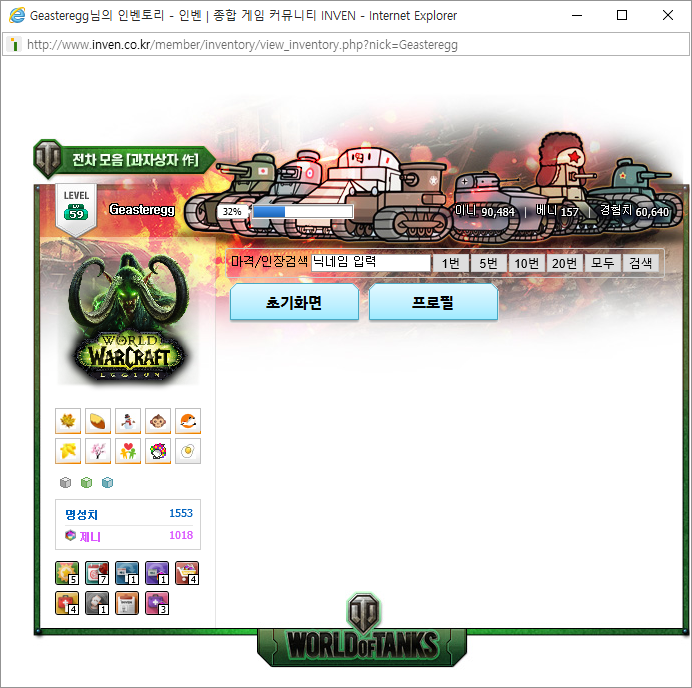 Geasteregg님의 인벤토리 - 인벤 | 종합 게임 커뮤니티 INVEN - Internet Explorer
http://www.inven.co.kr/member/inventory/view_inventory.php?nick=Geasteregg
전차 모음 [과자상자 作]
LEVEL
LV
59
Geasteregg
32%
이니 90,484 | 베니 157 | 경험치 60,640
마격/인장검색 닉네임 입력 1번 5번 10번 20번 모두 검색
초기화면 프로필
WORLD
OF
WARCRAFT
LEGION
명성치 1553
제니 1018
5 7 1 1 4
4 1 3
WORLD OF TANKS